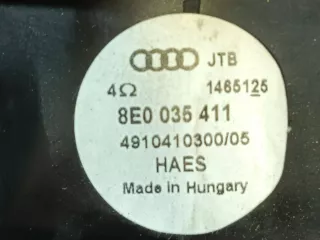 JTB
4Ω 1465125
8E0 035 411
4910410300/05
HAES
Made in Hungary